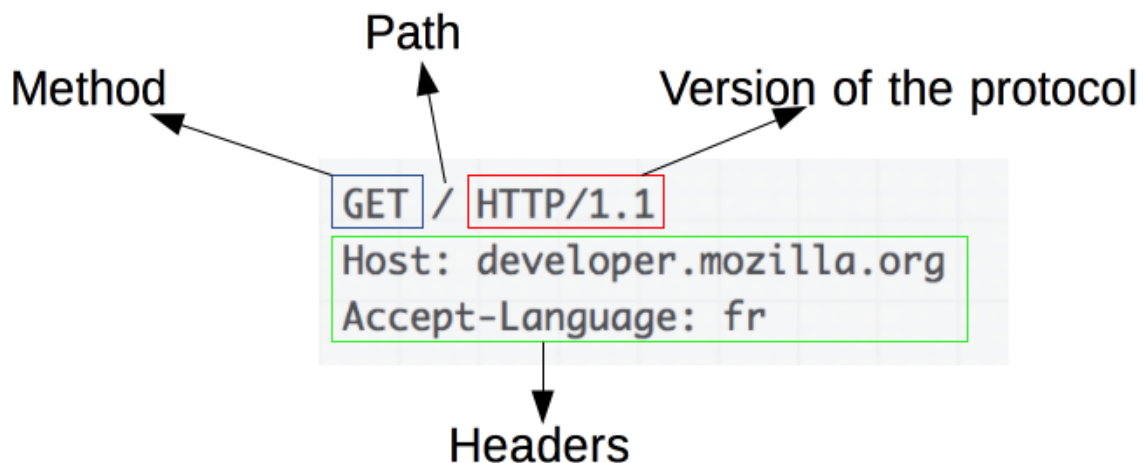 Path
Method
Version of the protocol
GET / HTTP/1.1
Host: developer.mozilla.org
Accept-Language: fr
Headers